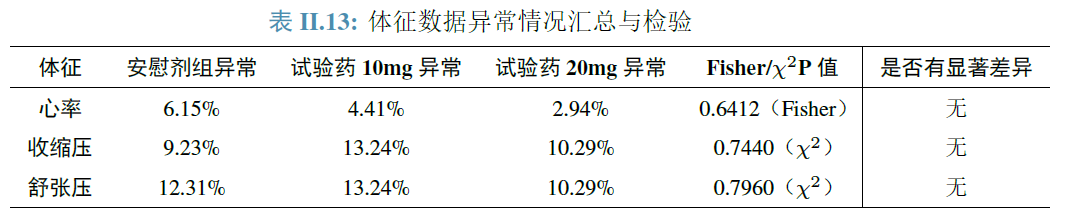 表 II.13: 体征数据异常情况汇总与检验
体征 安慰剂组异常 试验药 10mg 异常 试验药 20mg 异常 Fisher/χ²P 值 是否有显著差异
心率 6.15% 4.41% 2.94% 0.6412（Fisher） 无
收缩压 9.23% 13.24% 10.29% 0.7440（χ²） 无
舒张压 12.31% 13.24% 10.29% 0.7960（χ²） 无